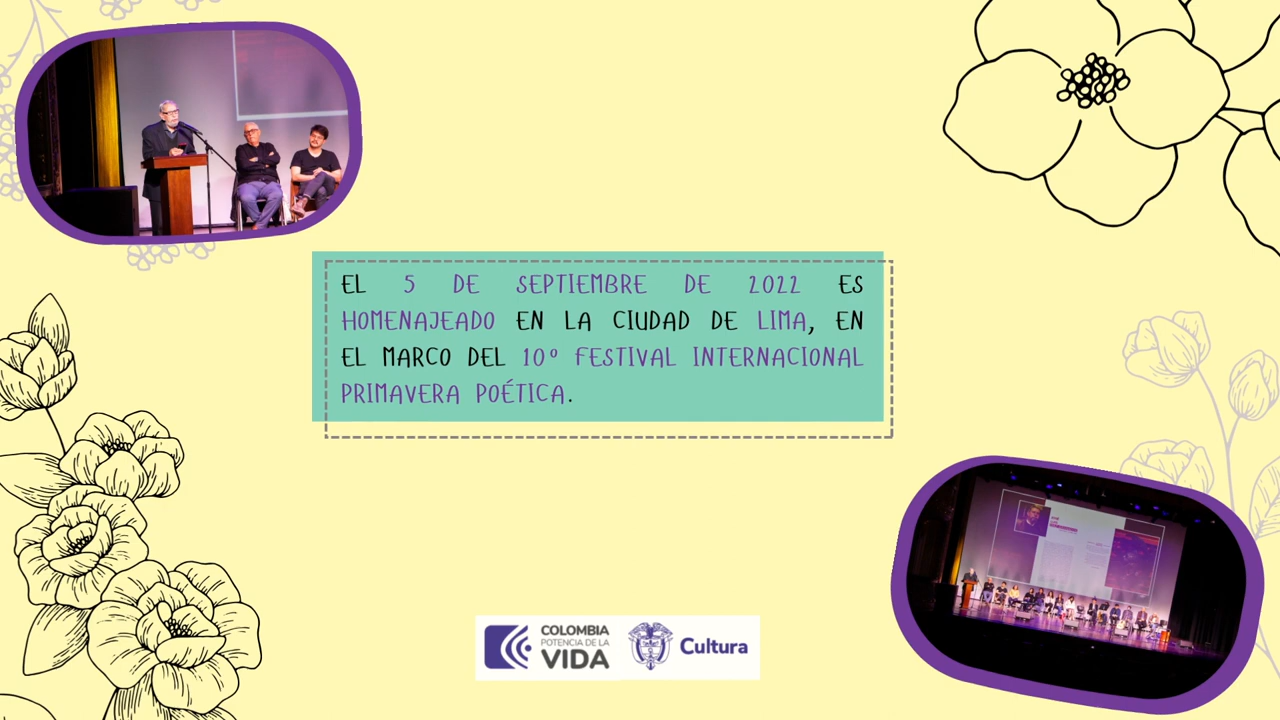 EL 5 DE SEPTIEMBRE DE 2022 ES
HOMENAJEADO EN LA CIUDAD DE LIMA, EN
EL MARCO DEL 10º FESTIVAL INTERNACIONAL
PRIMAVERA POÉTICA.
COLOMBIA
POTENCIA DE LA
VIDA
Cultura